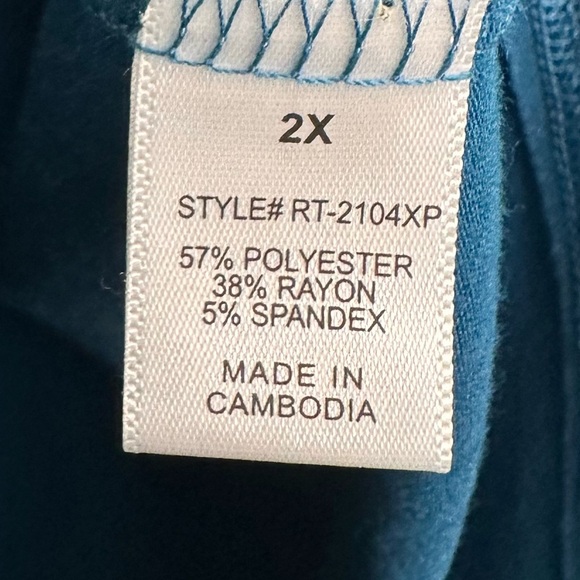 2X
STYLE# RT-2104XP
57% POLYESTER
38% RAYON
5% SPANDEX
MADE IN
CAMBODIA